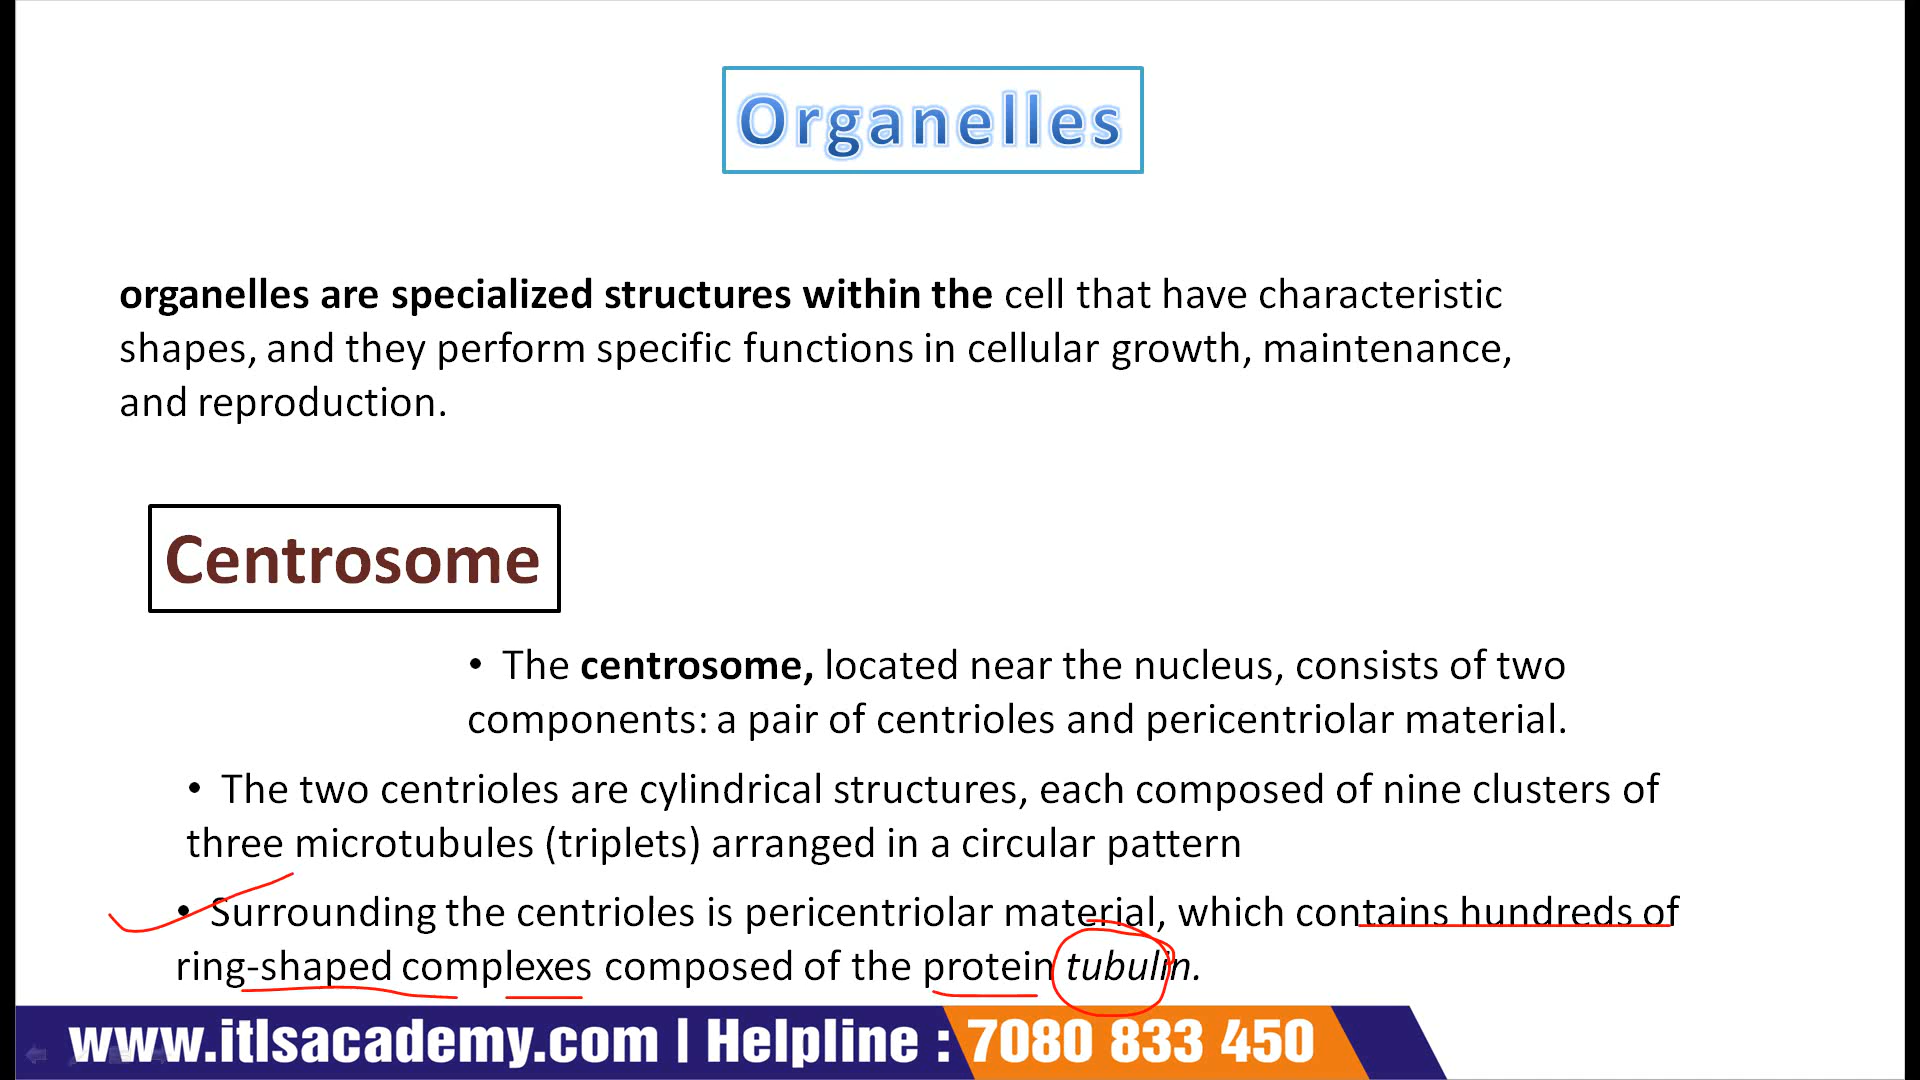 Organelles
organelles are specialized structures within the cell that have characteristic
shapes, and they perform specific functions in cellular growth, maintenance,
and reproduction.
Centrosome
• The centrosome, located near the nucleus, consists of two
components: a pair of centrioles and pericentriolar material.
• The two centrioles are cylindrical structures, each composed of nine clusters of
three microtubules (triplets) arranged in a circular pattern
• Surrounding the centrioles is pericentriolar material, which contains hundreds of
ring-shaped complexes composed of the protein tubulin.
www.itlsacademy.com | Helpline : 7080 833 450